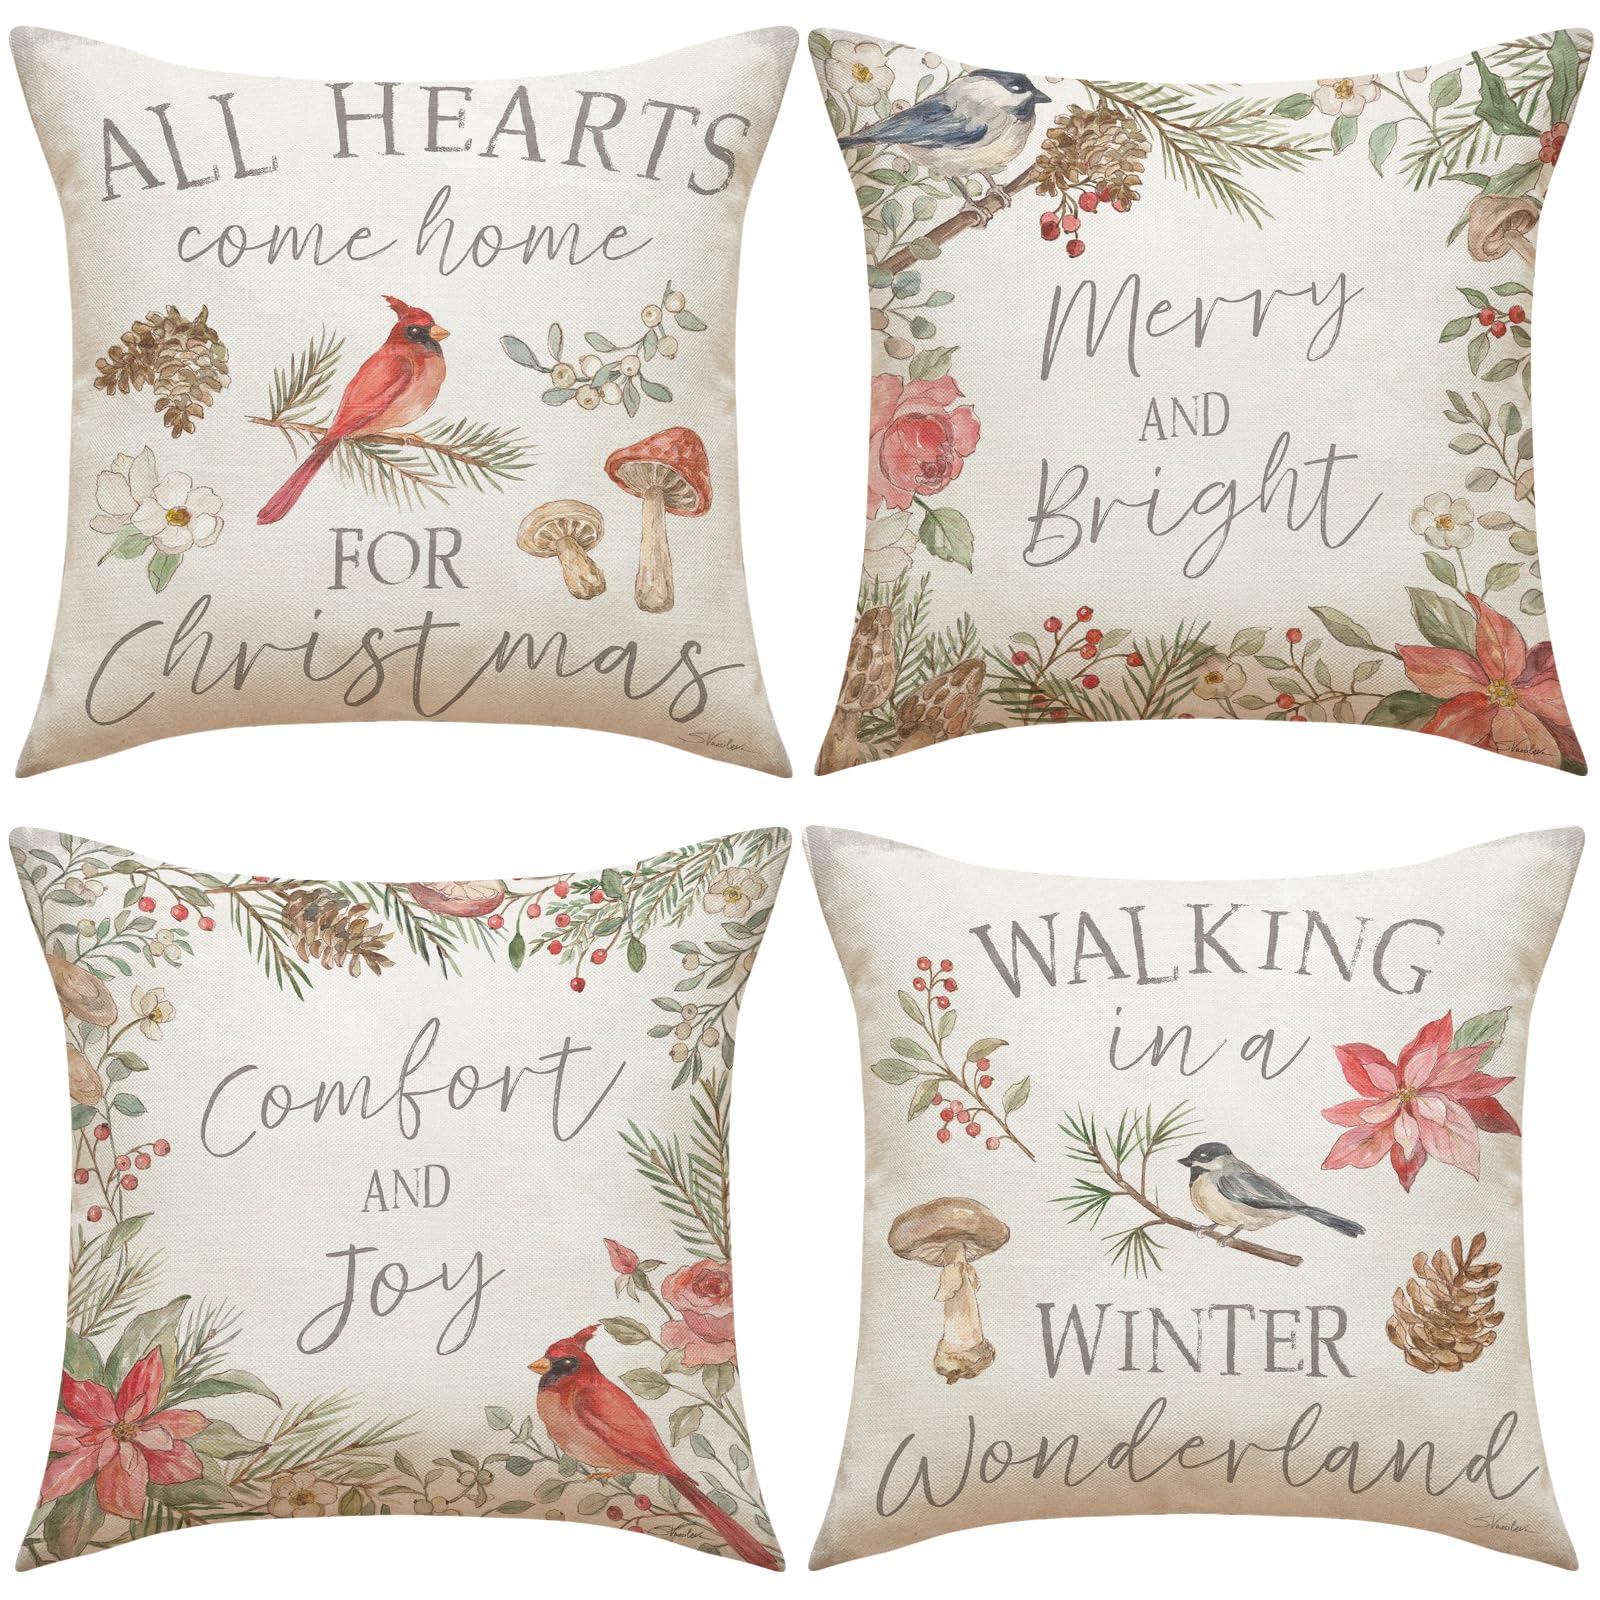 ALL HEARTS
come home
FOR
Christmas
Merry
AND
Bright
Comfort
AND
Joy
WALKING
in a
WINTER
Wonderland